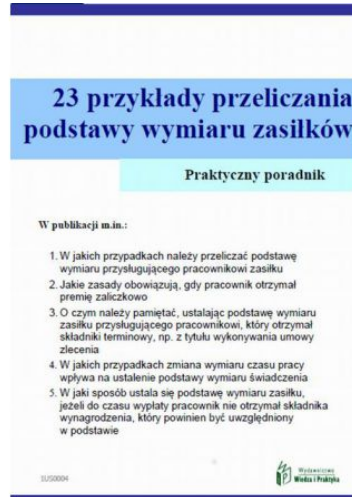 23 przyklady przeliczania
podstawy wymiaru zasiłków
Praktyczny poradnik
W publikacji m.in.:
1. W jakich przypadkach należy przeliczać podstawę
wymiaru przysługującego pracownikowi zasiłku
2. Jakie zasady obowiązują, gdy pracownik otrzymał
premię zaliczkowo
3. O czym należy pamiętać, ustalając podstawę wymiaru
zasiłku przysługującego pracownikowi, który otrzymał
składniki terminowy, np. z tytułu wykonywania umowy
zlecenia
4. W jakich przypadkach zmiana wymiaru czasu pracy
wpływa na ustalenie podstawy wymiaru świadczenia
5. W jaki sposób ustala się podstawę wymiaru zasiłku,
jeżeli do czasu wypłaty pracownik nie otrzymał składnika
wynagrodzenia, który powinien być uwzględniony
w podstawie
1US0004
Wydawnictwo
Wiedza i Praktyka